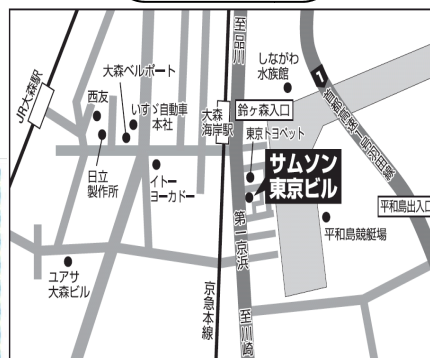 至品川
しながわ
水族館
1
首都高速1号羽田線
JR大森駅
大森ベルポート
西友
いすゞ自動車
本社
大森
海岸駅
鈴ヶ森入口
東京トヨペット
サムソン
東京ビル
日立
製作所
イトー
ヨーカドー
第一京浜
平和島出入口
平和島競艇場
ユアサ
大森ビル
京急本線
至川崎